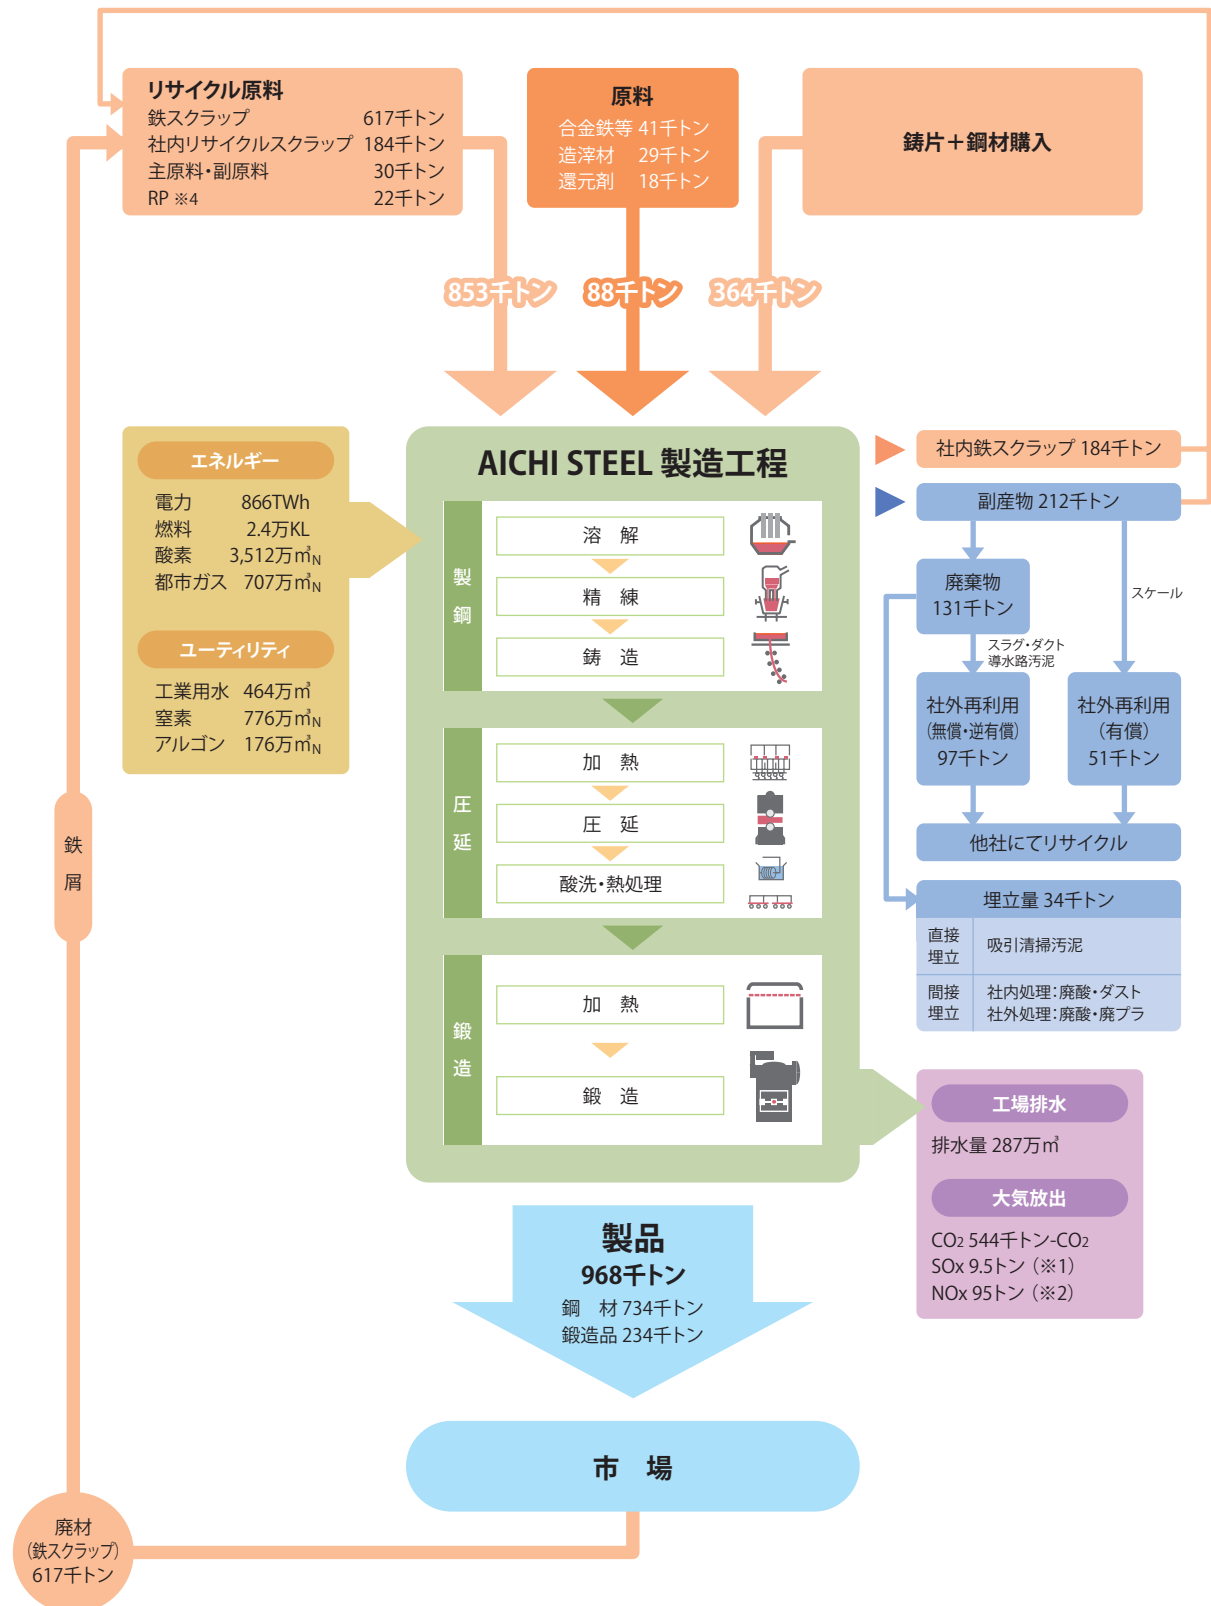 リサイクル原料
鉄スクラップ 617千トン
社内リサイクルスクラップ 184千トン
主原料・副原料 30千トン
RP ※4 22千トン
原料
合金鉄等 41千トン
造滓材 29千トン
還元剤 18千トン
鋳片＋鋼材購入
853千トン
88千トン
364千トン
エネルギー
電力 866TWh
燃料 2.4万KL
酸素 3,512万㎥N
都市ガス 707万㎥N
ユーティリティ
工業用水 464万㎥
窒素 776万㎥N
アルゴン 176万㎥N
AICHI STEEL 製造工程
製鋼
溶 解
精 練
鋳 造
圧延
加 熱
圧 延
酸洗・熱処理
鍛造
加 熱
鍛 造
社内鉄スクラップ 184千トン
副産物 212千トン
廃棄物
131千トン
スケール
スラグ・ダクト
導水路汚泥
社外再利用
（無償・逆有償）
97千トン
社外再利用
（有償）
51千トン
他社にてリサイクル
埋立量 34千トン
直接
埋立
吸引清掃汚泥
間接
埋立
社内処理：廃酸・ダスト
社外処理：廃酸・廃プラ
工場排水
排水量 287万㎥
大気放出
CO2 544千トン-CO2
SOx 9.5トン（※1）
NOx 95トン（※2）
製品
968千トン
鋼 材 734千トン
鍛造品 234千トン
市 場
鉄屑
廃材
（鉄スクラップ）
617千トン